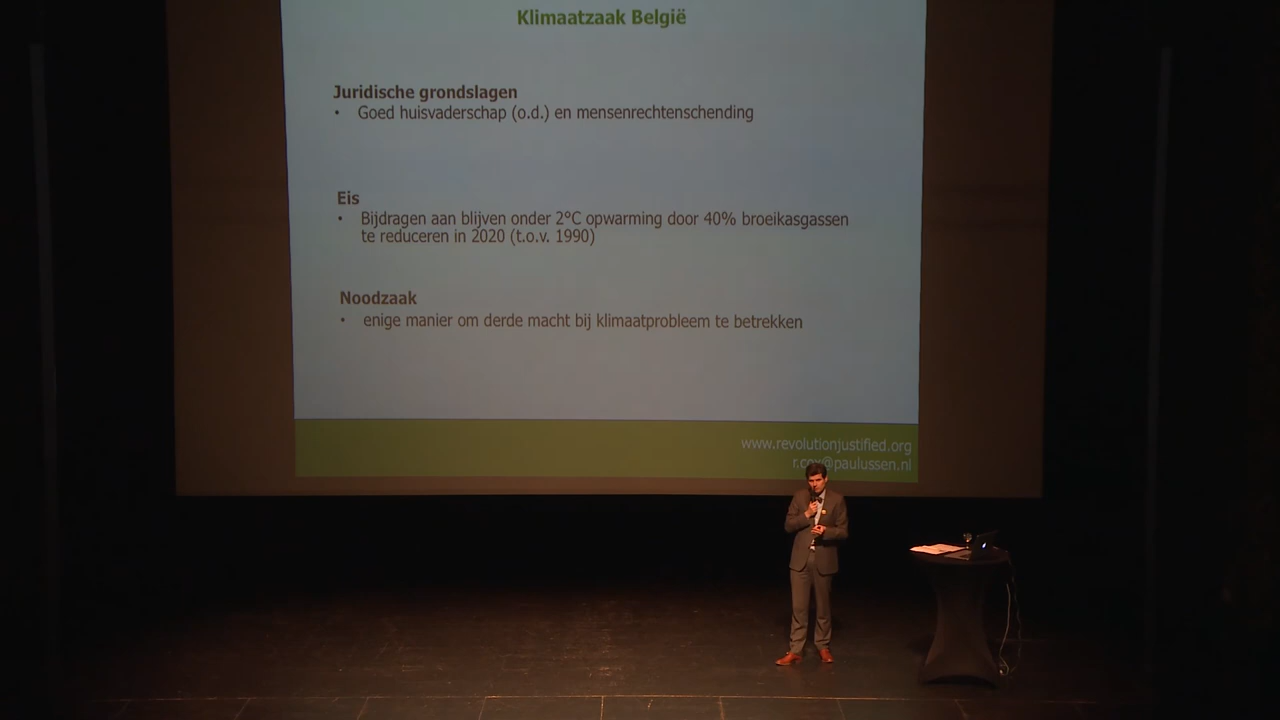 Klimaatzaak België
Juridische grondslagen
• Goed huisvaderschap (o.d.) en mensenrechtenschending
Eis
• Bijdragen aan blijven onder 2°C opwarming door 40% broeikasgassen
te reduceren in 2020 (t.o.v. 1990)
Noodzaak
• enige manier om derde macht bij klimaatprobleem te betrekken
www.revolutionjustified.org
r.cox@paulussen.nl